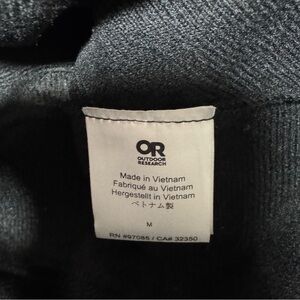 OR
OUTDOOR
RESEARCH
Made in Vietnam
Fabriqué au Vietnam
Hergestellt in Vietnam
ベトナム製
M
RN #97085 / CA# 32350